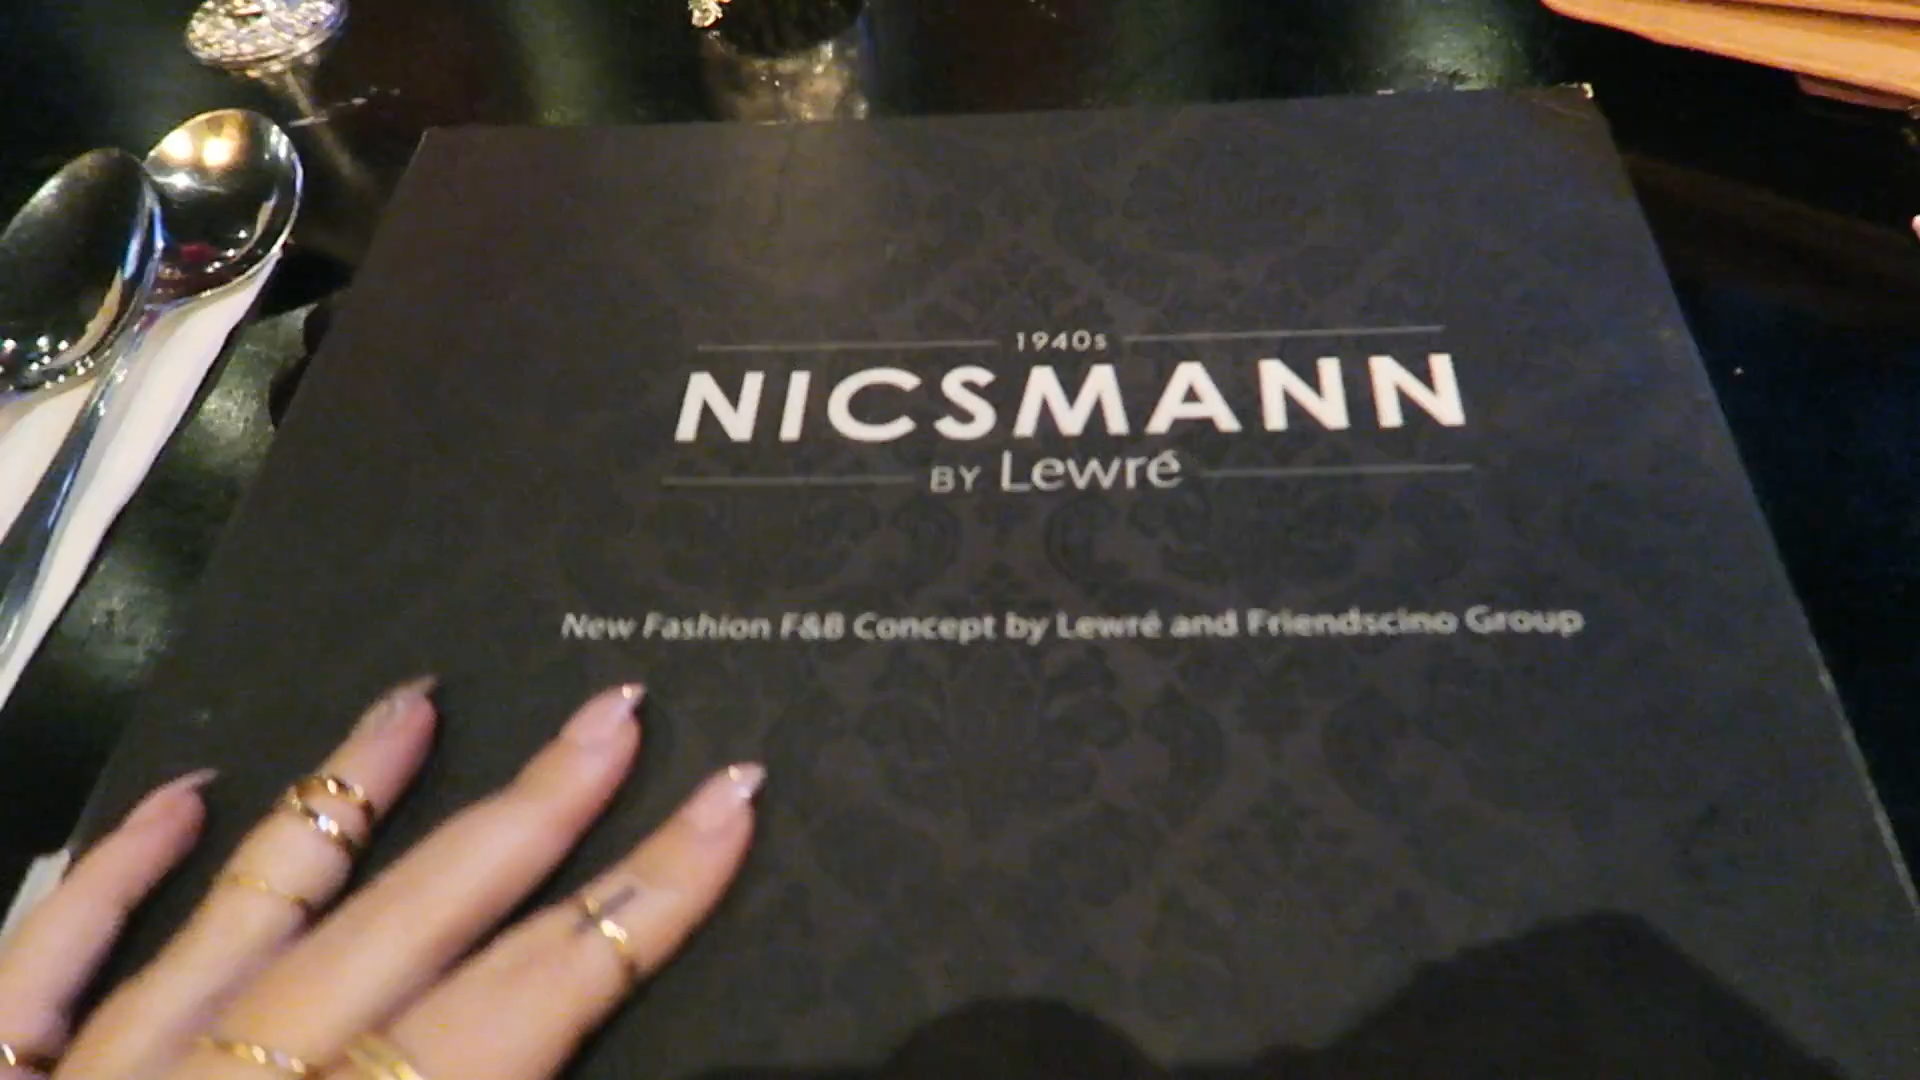 1940s
NICSMANN
BY Lewré
New Fashion F&B Concept by Lewré and Friendscino Group